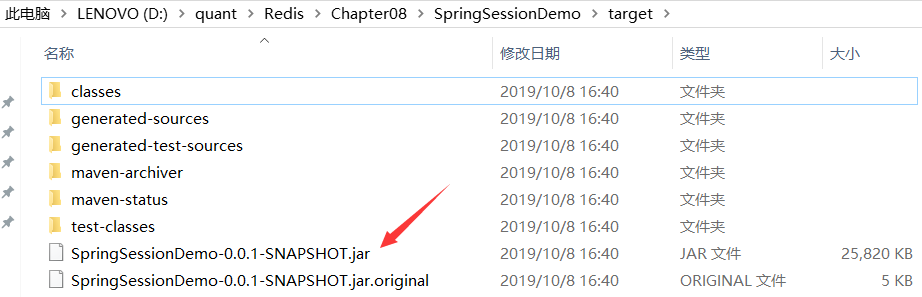 此电脑 > LENOVO (D:) > quant > Redis > Chapter08 > SpringSessionDemo > target >
名称 修改日期 类型 大小
classes 2019/10/8 16:40 文件夹
generated-sources 2019/10/8 16:40 文件夹
generated-test-sources 2019/10/8 16:40 文件夹
maven-archiver 2019/10/8 16:40 文件夹
maven-status 2019/10/8 16:40 文件夹
test-classes 2019/10/8 16:40 文件夹
SpringSessionDemo-0.0.1-SNAPSHOT.jar 2019/10/8 16:40 JAR 文件 25,820 KB
SpringSessionDemo-0.0.1-SNAPSHOT.jar.original 2019/10/8 16:40 ORIGINAL 文件 5 KB